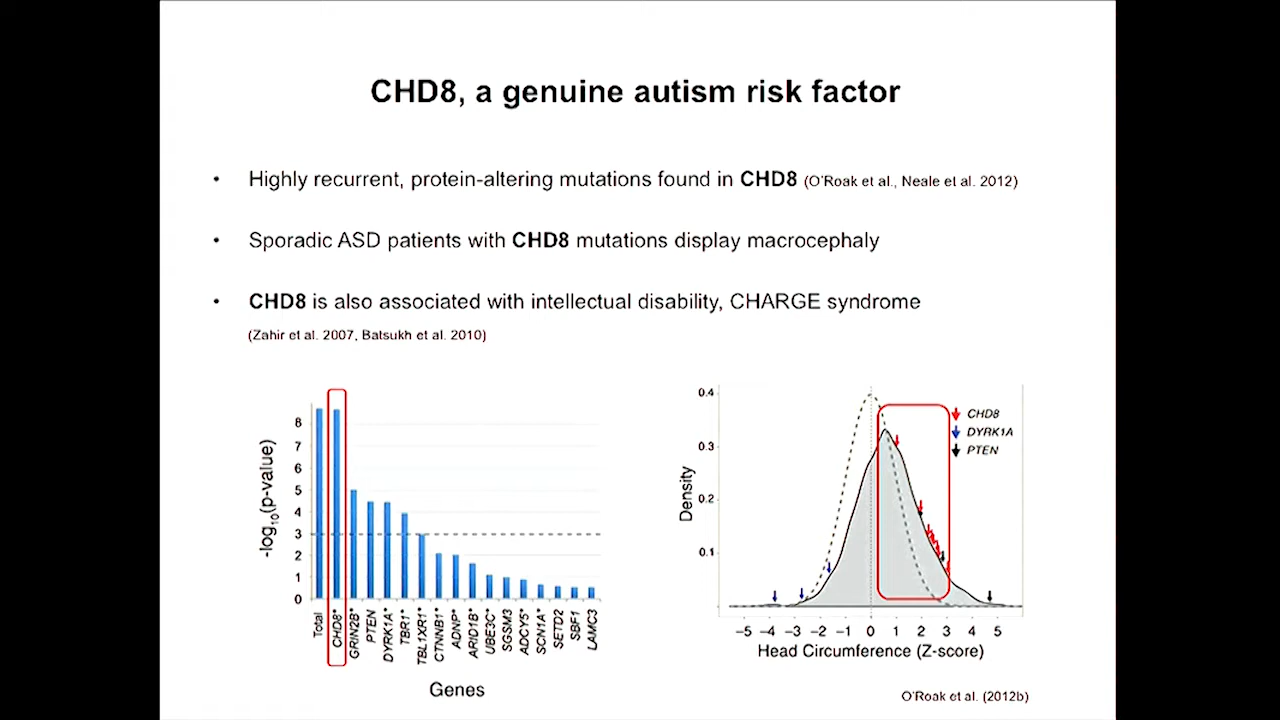 CHD8, a genuine autism risk factor
• Highly recurrent, protein-altering mutations found in CHD8 (O'Roak et al., Neale et al. 2012)
• Sporadic ASD patients with CHD8 mutations display macrocephaly
• CHD8 is also associated with intellectual disability, CHARGE syndrome
(Zahir et al. 2007, Batsukh et al. 2010)
-log10(p-value)
8
7
6
5
4
3
2
1
0
Total
CHD8*
GRIN2B*
PTEN
DYRK1A*
TBR1*
TBL1XR1*
CTNNB1*
ADNP*
ARID1B*
UBE3C*
SGSM3
ADCY5*
SCN1A*
SETD2
SBF1
LAMC3
Genes
Density
0.4
0.3
0.2
0.1
CHD8
DYRK1A
PTEN
−5 −4 −3 −2 −1 0 1 2 3 4 5
Head Circumference (Z-score)
O'Roak et al. (2012b)